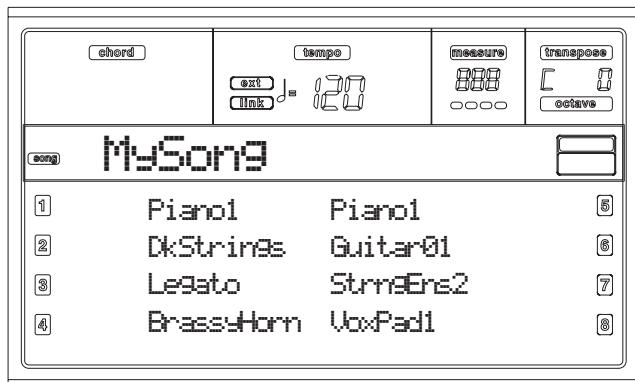 chord tempo measure transpose
ext 888 C 0
link ♩= 120 octave
song MySong
1 Piano1 Piano1 5
2 DkStrings Guitar01 6
3 Legato StrngEns2 7
4 BrassyHorn VoxPad1 8